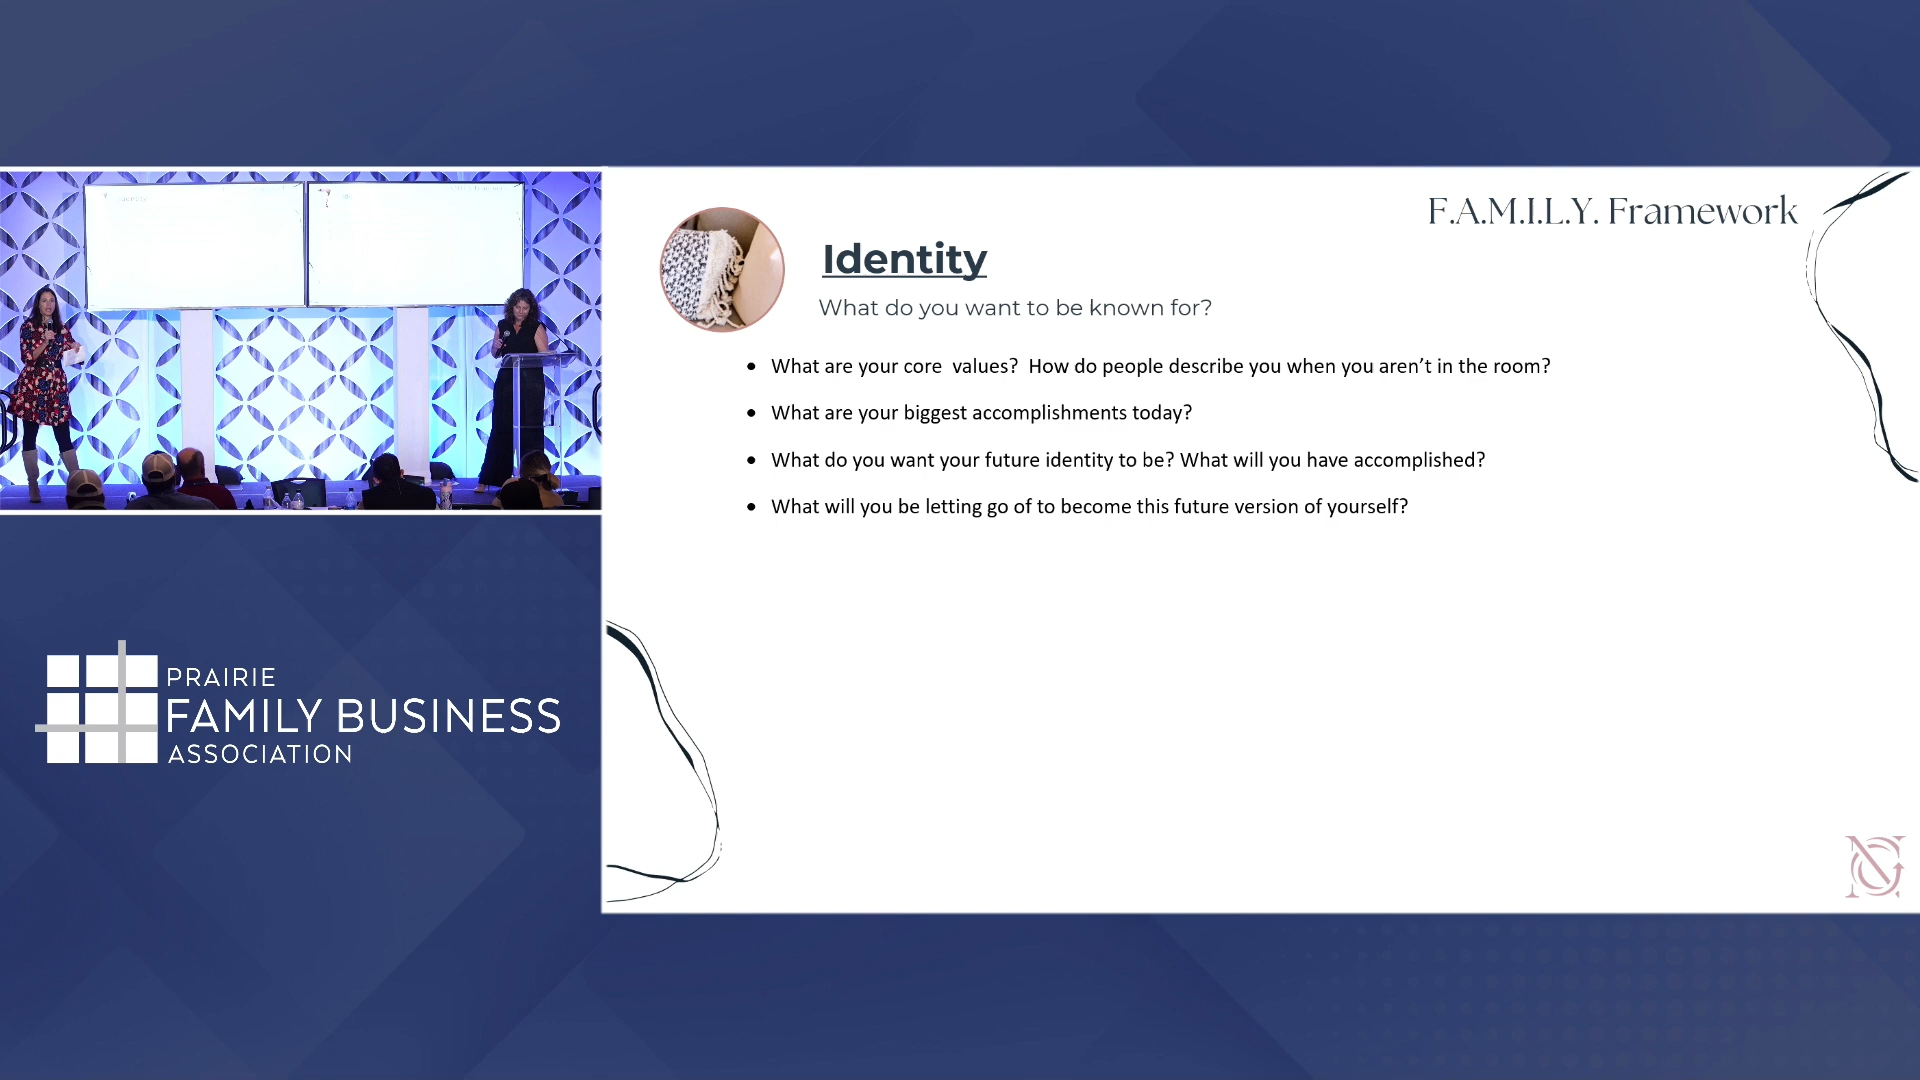 F.A.M.I.L.Y. Framework
Identity
What do you want to be known for?
• What are your core  values?  How do people describe you when you aren’t in the room?
• What are your biggest accomplishments today?
• What do you want your future identity to be? What will you have accomplished?
• What will you be letting go of to become this future version of yourself?
PRAIRIE
FAMILY BUSINESS
ASSOCIATION